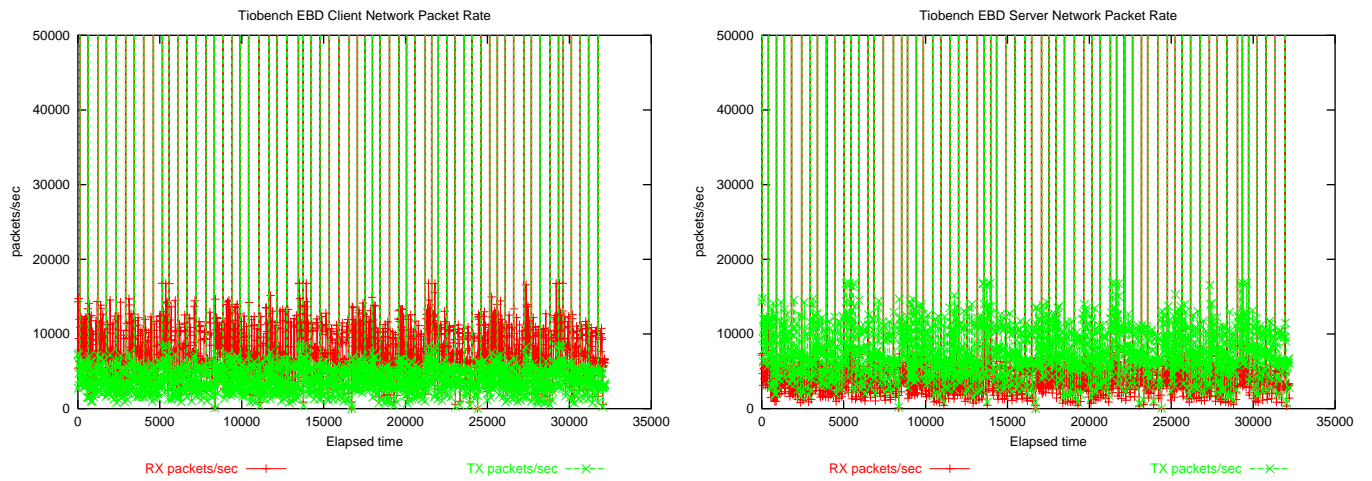 Tiobench EBD Client Network Packet Rate
50000
40000
30000
20000
10000
0
packets/sec
0 5000 10000 15000 20000 25000 30000 35000
Elapsed time
RX packets/sec
TX packets/sec
Tiobench EBD Server Network Packet Rate
50000
40000
30000
20000
10000
0
packets/sec
0 5000 10000 15000 20000 25000 30000 35000
Elapsed time
RX packets/sec
TX packets/sec